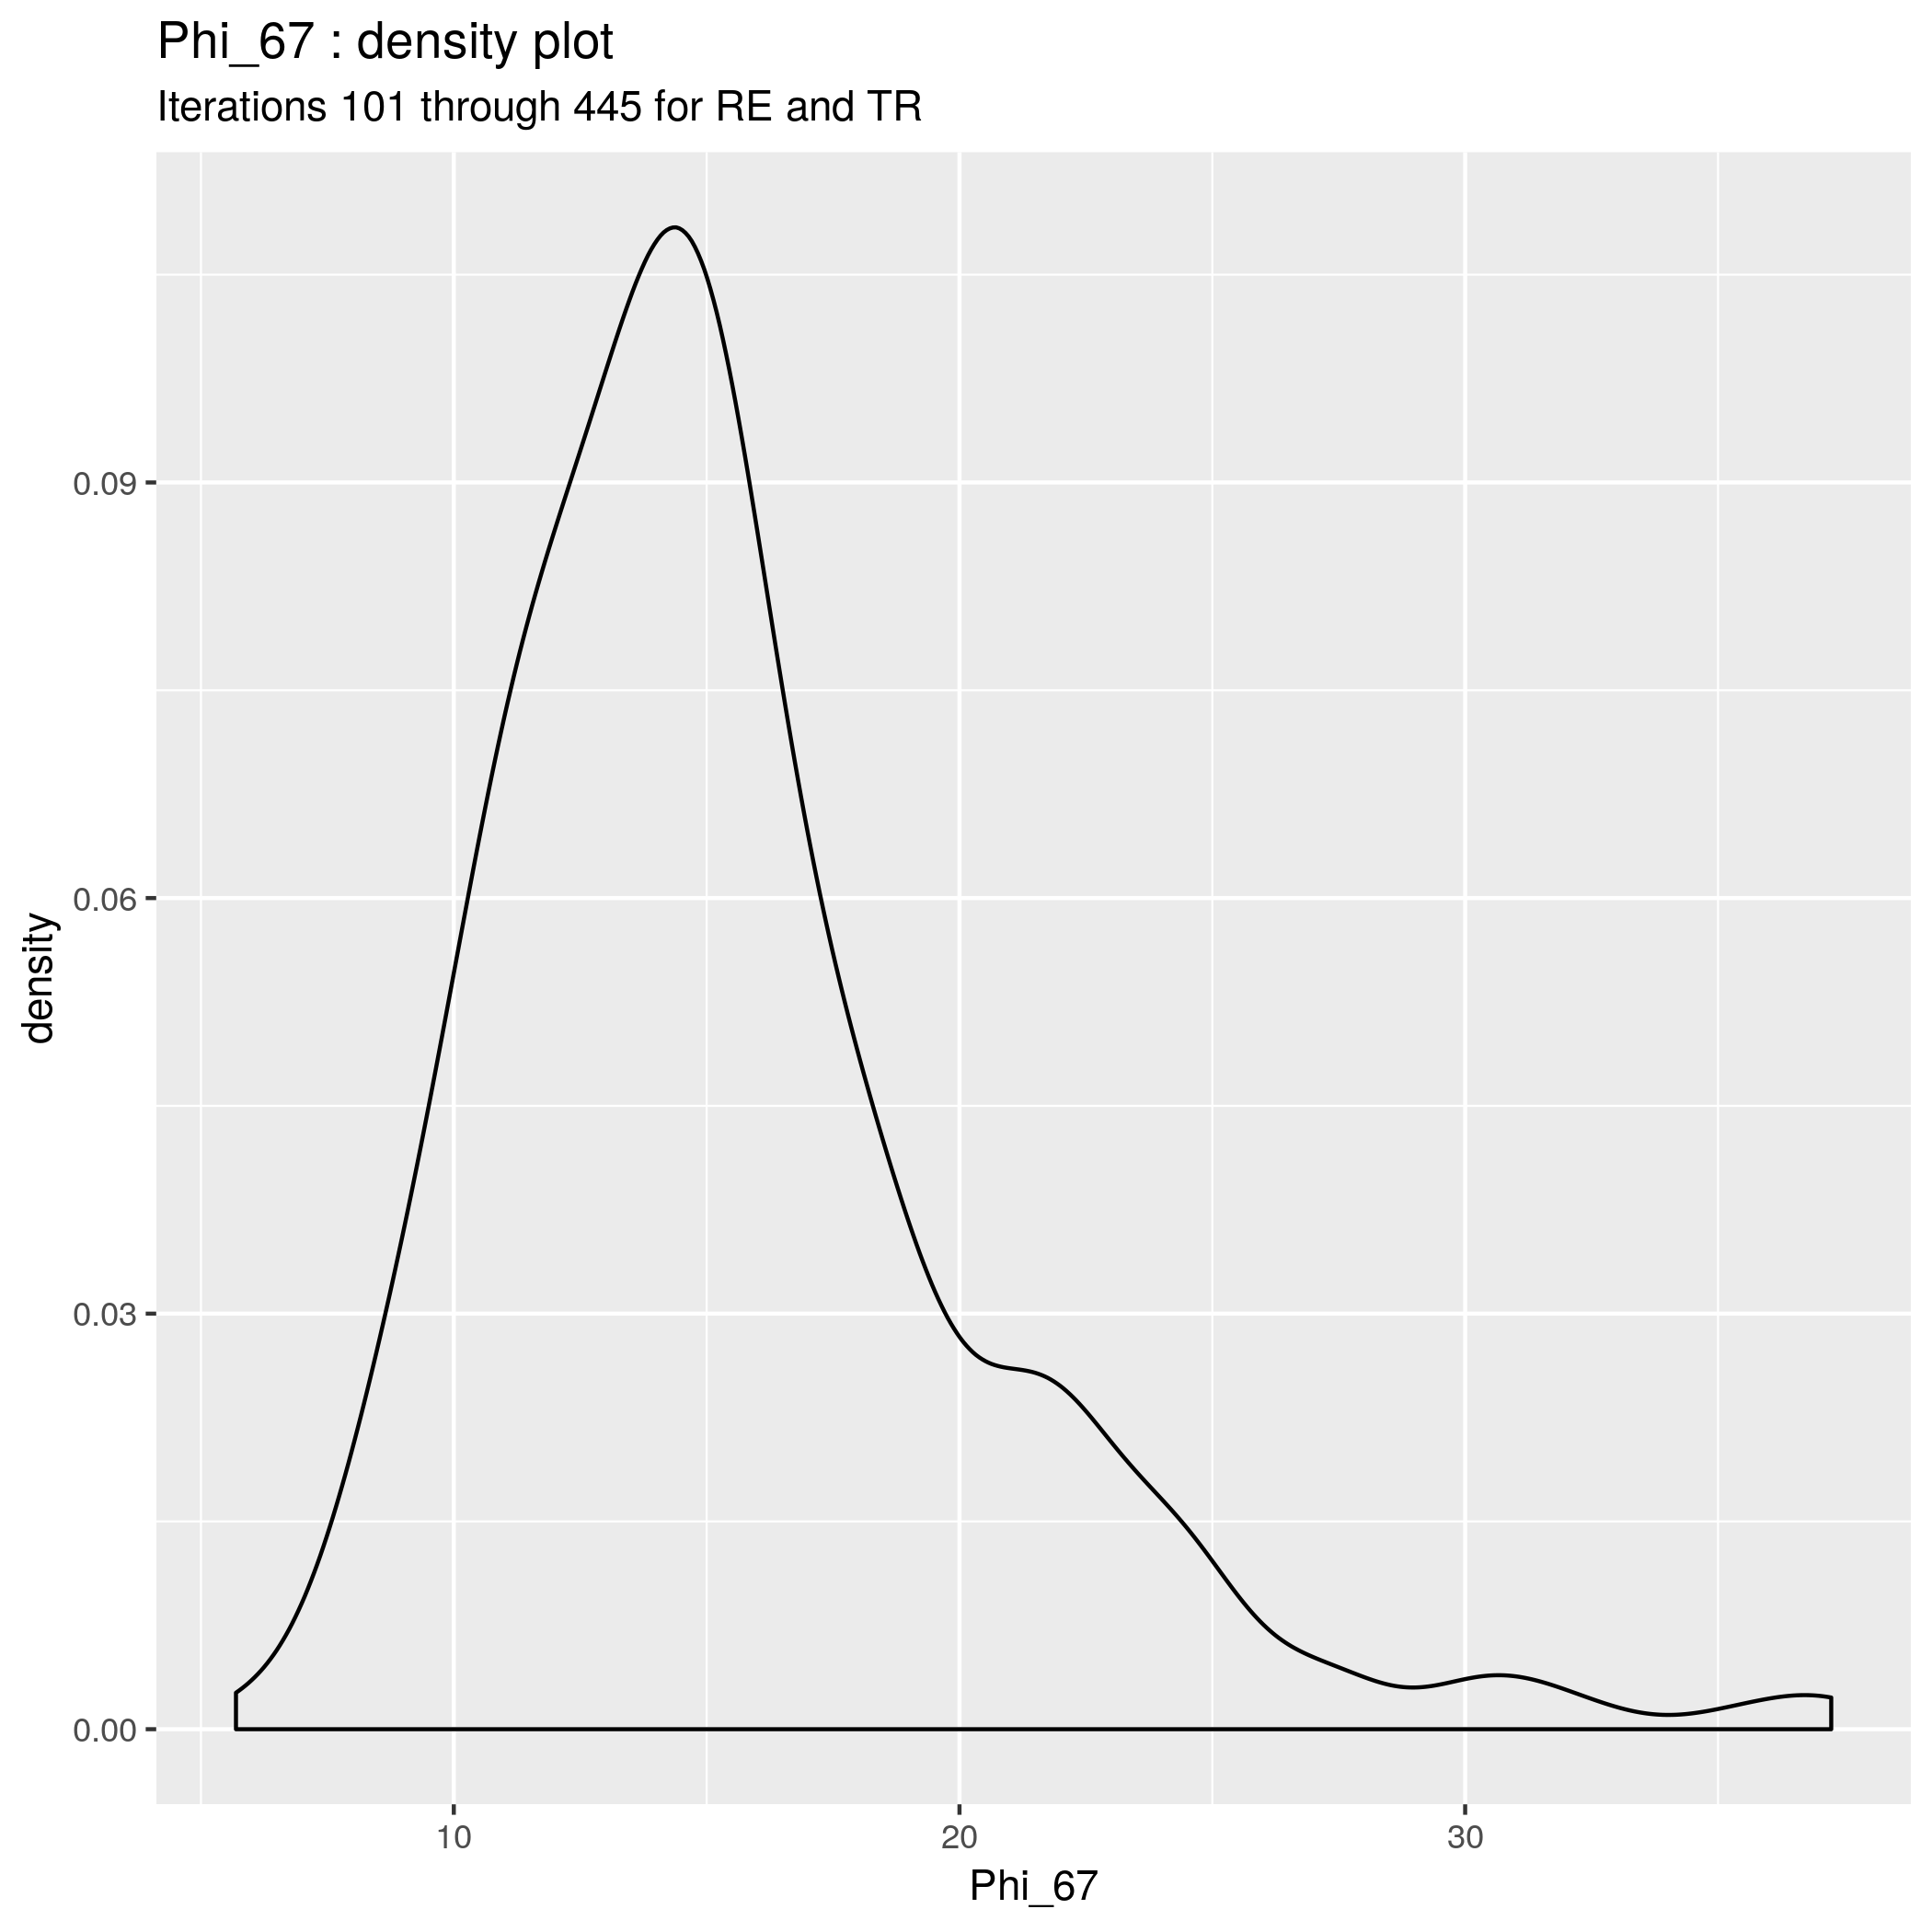 Phi_67 : density plot
Iterations 101 through 445 for RE and TR
0.09
0.06
0.03
0.00
density
10 20 30
Phi_67